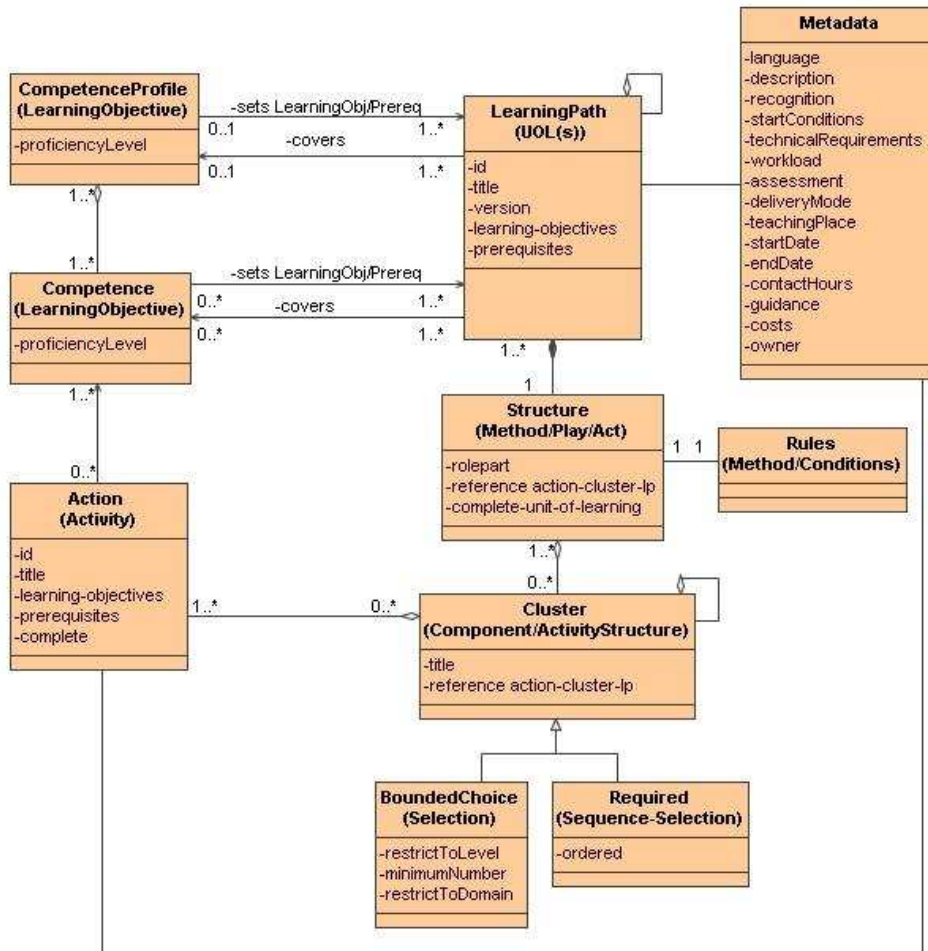 Metadata
-language
-description
-recognition
-startConditions
-technicalRequirements
-workload
-assessment
-deliveryMode
-teachingPlace
-startDate
-endDate
-contactHours
-guidance
-costs
-owner
CompetenceProfile
(LearningObjective)
-proficiencyLevel
-sets LearningObj/Prereq
0..1
1..*
-covers
0..1
1..*
LearningPath
(UOL(s))
-id
-title
-version
-learning-objectives
-prerequisites
1..*
1..*
Competence
(LearningObjective)
-proficiencyLevel
-sets LearningObj/Prereq
0..*
1..*
-covers
0..*
1..*
1..*
1
1..*
0..*
Structure
(Method/Play/Act)
-rolepart
-reference action-cluster-lp
-complete-unit-of-learning
1 1
Rules
(Method/Conditions)
Action
(Activity)
-id
-title
-learning-objectives
-prerequisites
-complete
1..*
0..*
1..*
0..*
Cluster
(Component/ActivityStructure)
-title
-reference action-cluster-lp
BoundedChoice
(Selection)
-restrictToLevel
-minimumNumber
-restrictToDomain
Required
(Sequence-Selection)
-ordered